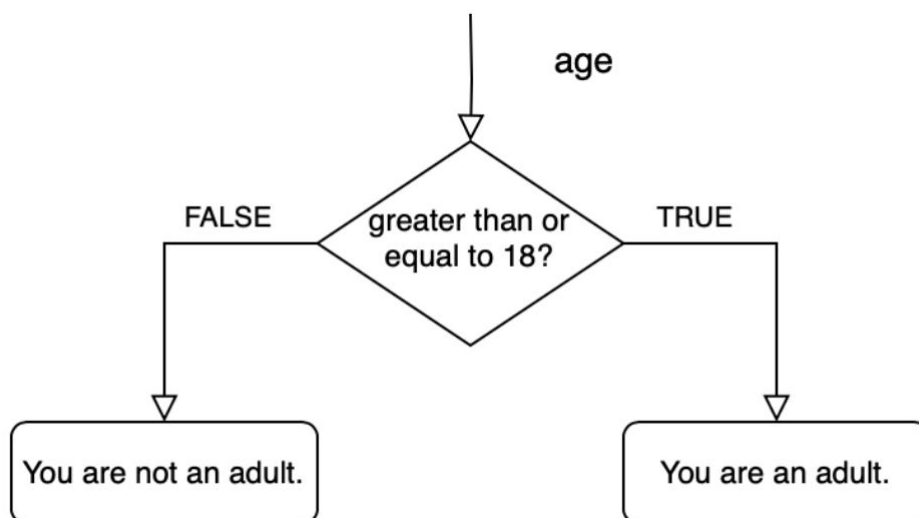 age
FALSE
greater than or
equal to 18?
TRUE
You are not an adult.
You are an adult.